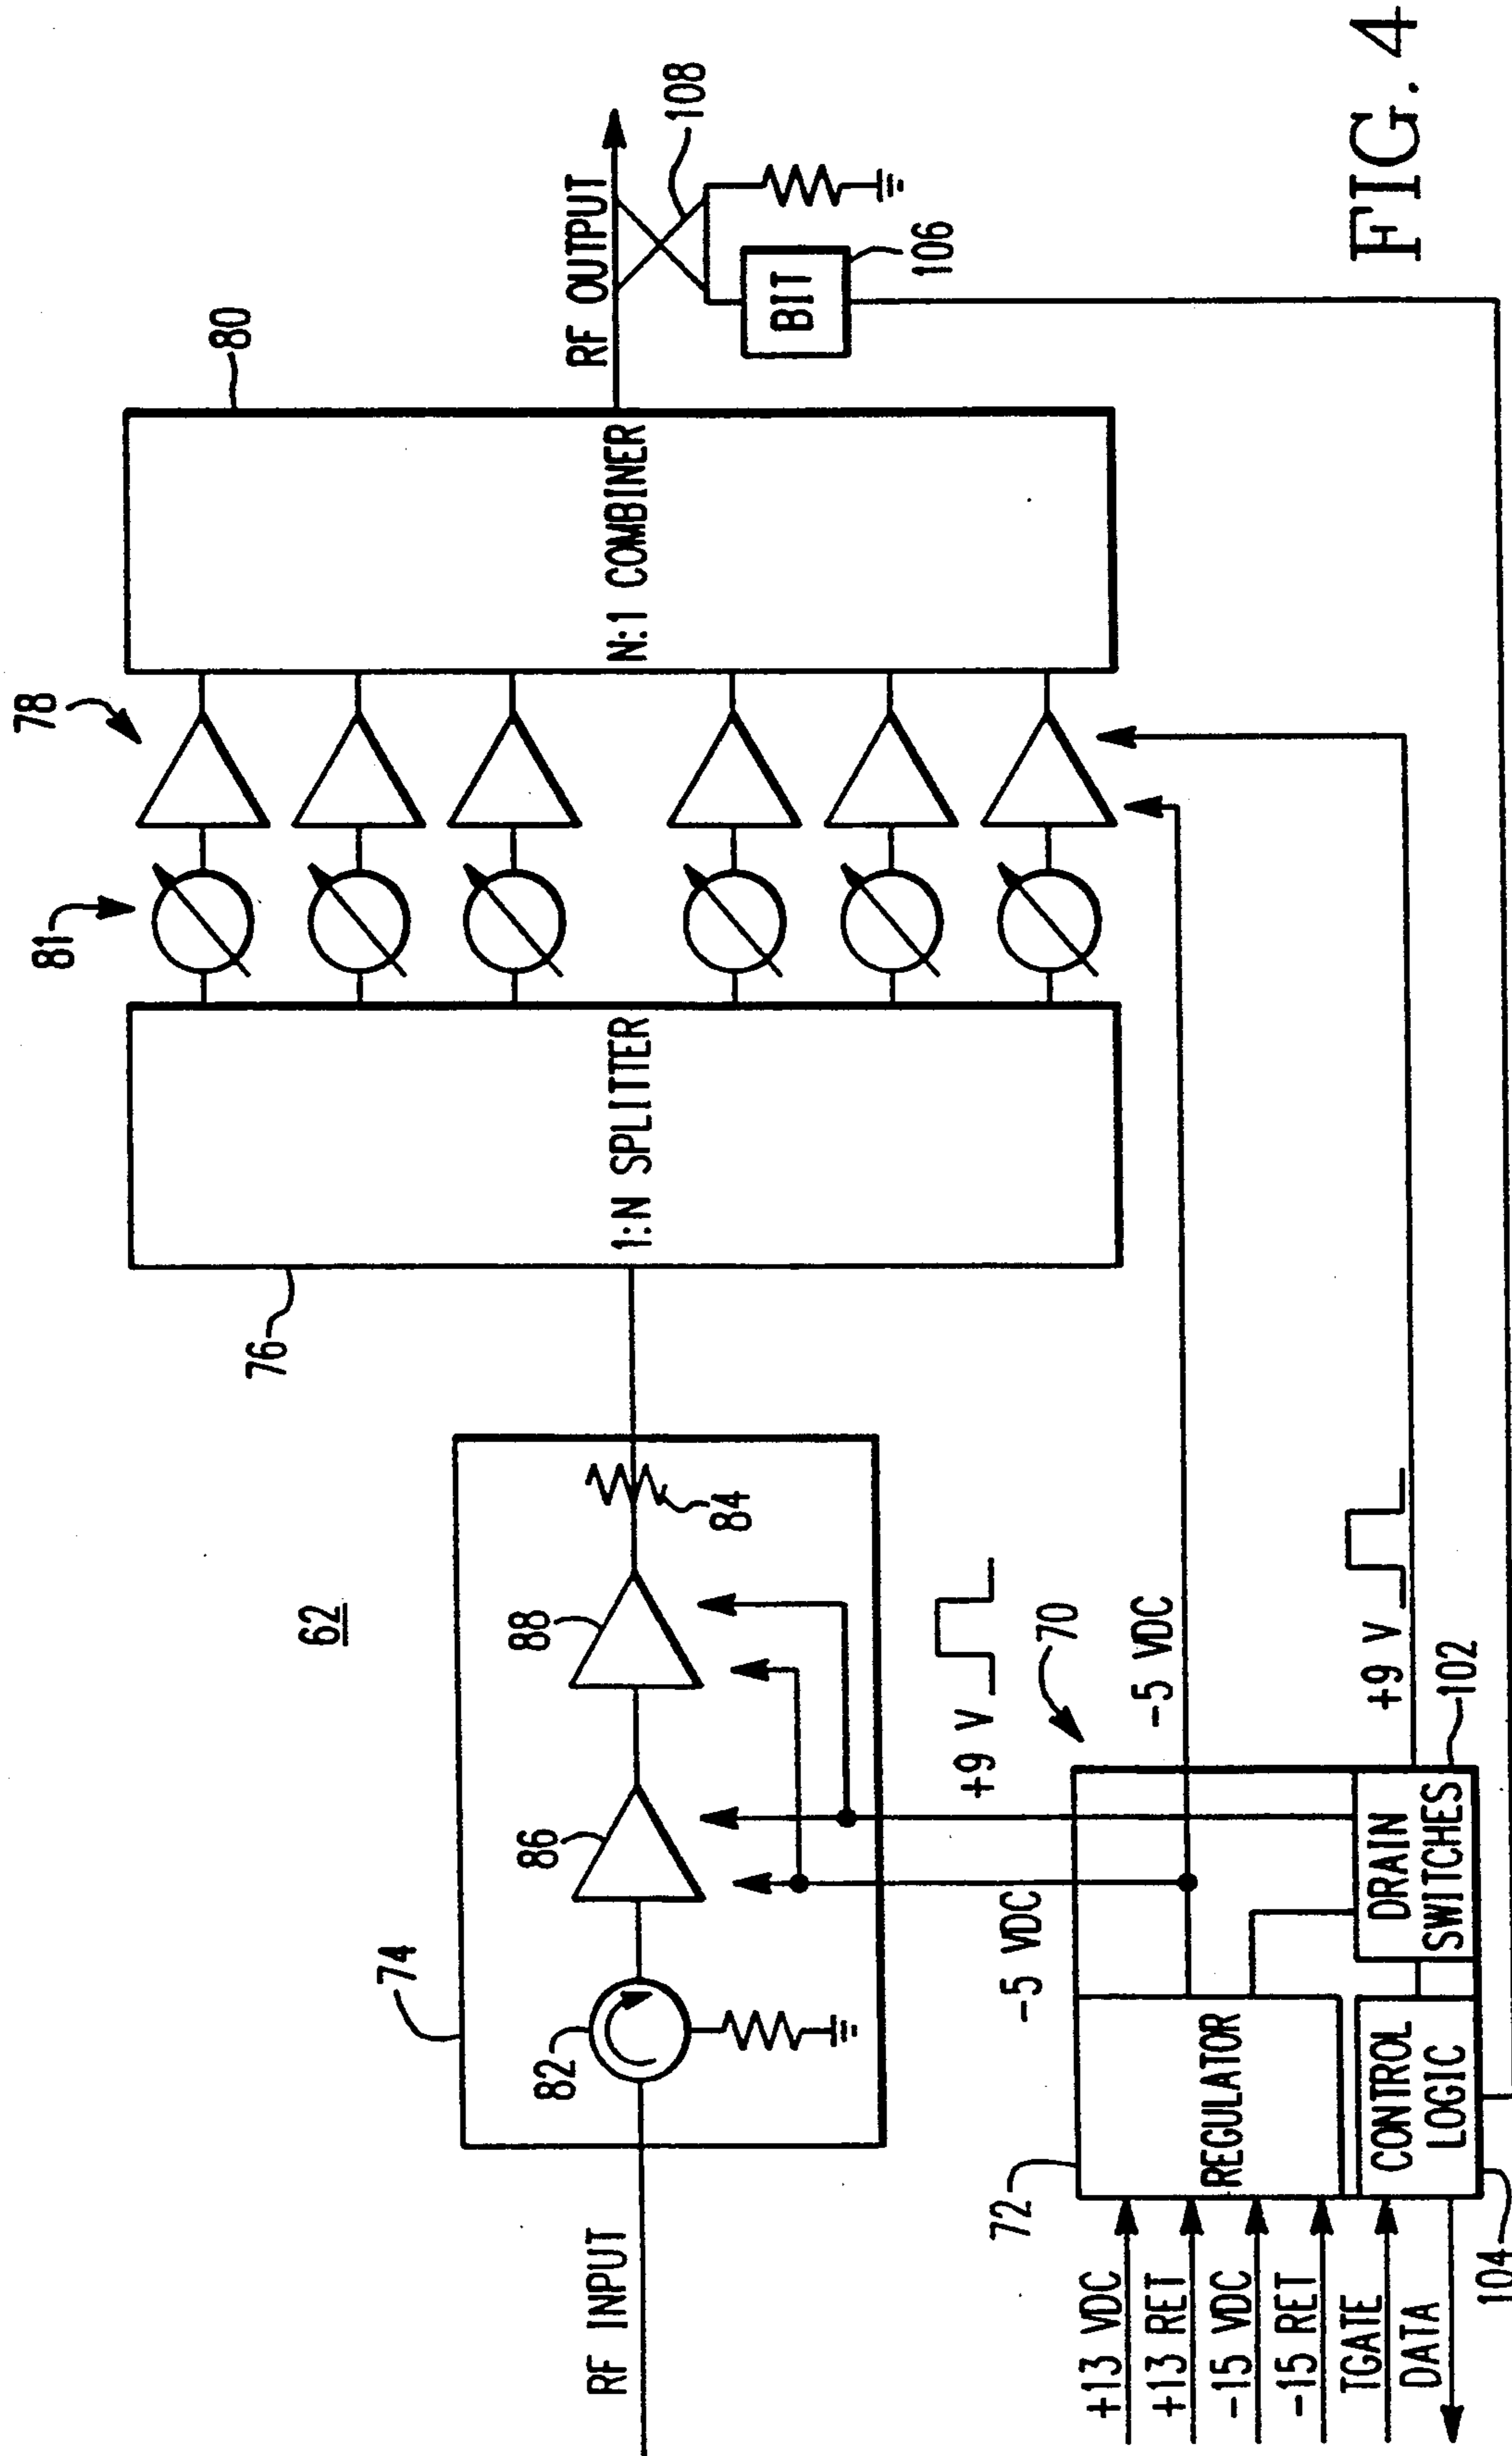 62
RF INPUT
74
82
86
88
84
76
1:N SPLITTER
81
78
N:1 COMBINER
80
RF OUTPUT
108
BIT
106
-5 VDC
+9 V
70
-5 VDC
+9 V
72
REGULATOR
DRAIN
SWITCHES
102
CONTROL
LOGIC
104
+13 VDC
+13 RET
-15 VDC
-15 RET
TGATE
DATA
FIG. 4